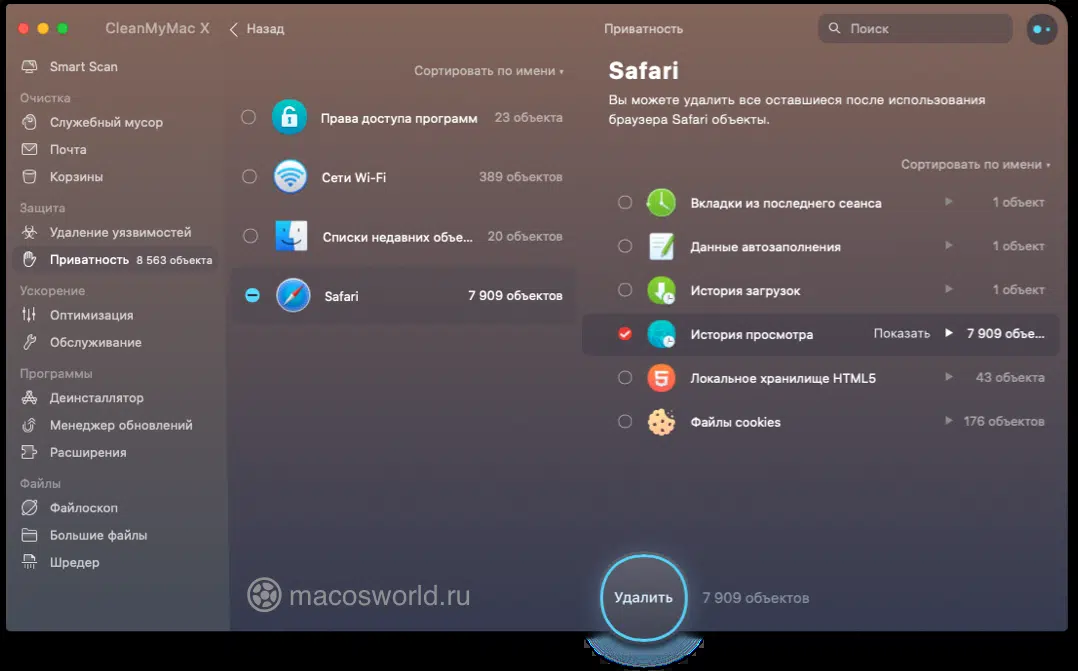 CleanMyMac X
Назад
Приватность
Поиск
Smart Scan
Очистка
Служебный мусор
Почта
Корзины
Защита
Удаление уязвимостей
Приватность 8 563 объекта
Ускорение
Оптимизация
Обслуживание
Программы
Деинсталлятор
Менеджер обновлений
Расширения
Файлы
Файлоскоп
Большие файлы
Шредер
Сортировать по имени
Права доступа программ 23 объекта
Сети Wi-Fi 389 объектов
Списки недавних объе... 20 объектов
Safari 7 909 объектов
Safari
Вы можете удалить все оставшиеся после использования
браузера Safari объекты.
Сортировать по имени
Вкладки из последнего сеанса 1 объект
Данные автозаполнения 1 объект
История загрузок 1 объект
История просмотра Показать 7 909 объе...
5
Локальное хранилище HTML5 43 объекта
Файлы cookies 176 объектов
macosworld.ru
Удалить 7 909 объектов